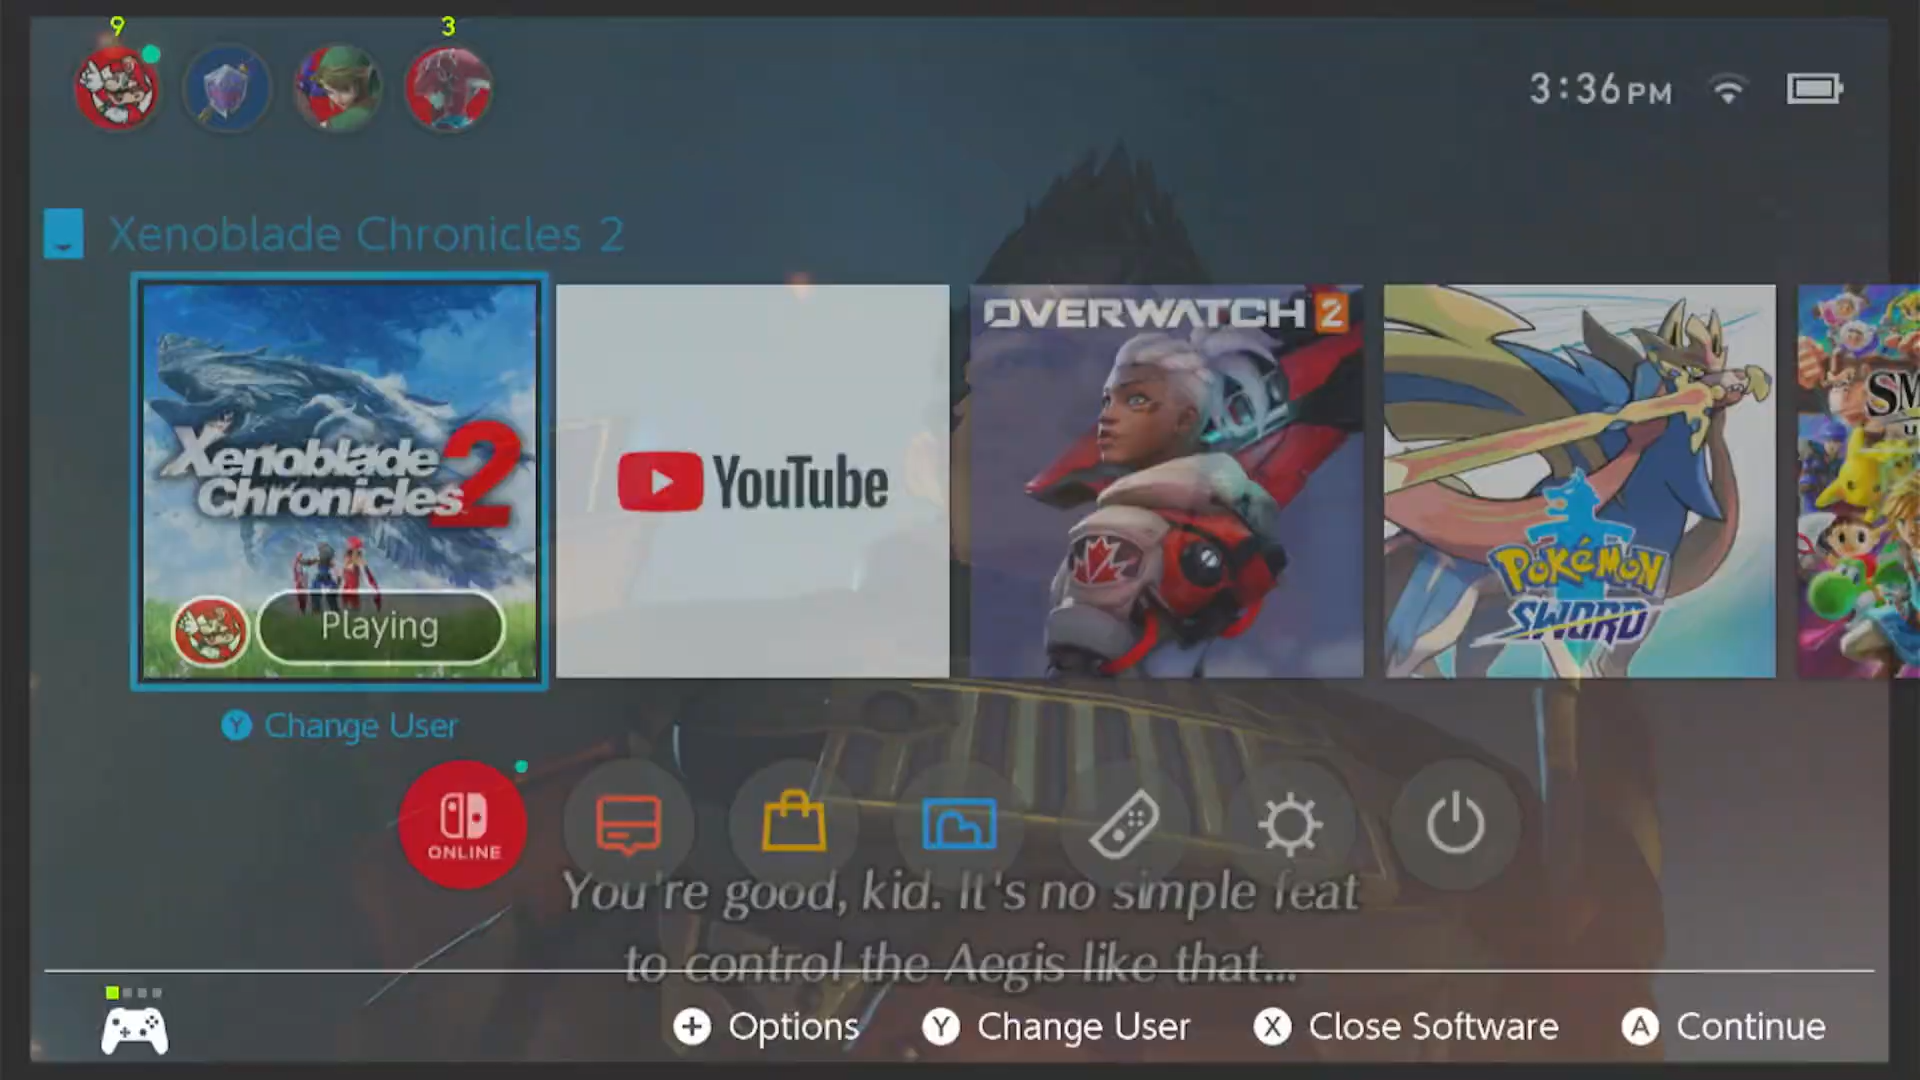 9
3
3:36 PM
Xenoblade Chronicles 2
OVERWATCH 2
SM
Xenoblade
Chronicles 2
YouTube
POKéMON
SWORD
Playing
Y Change User
ONLINE
You're good, kid. It's no simple feat
to control the Aegis like that...
+ Options
Y Change User
X Close Software
A Continue